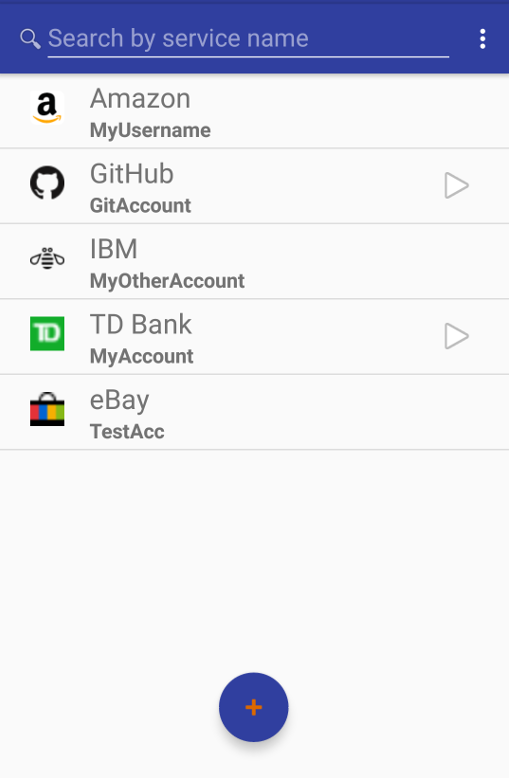 Search by service name
a
Amazon
MyUsername
GitHub
GitAccount
IBM
MyOtherAccount
TD
TD Bank
MyAccount
eBay
TestAcc
+